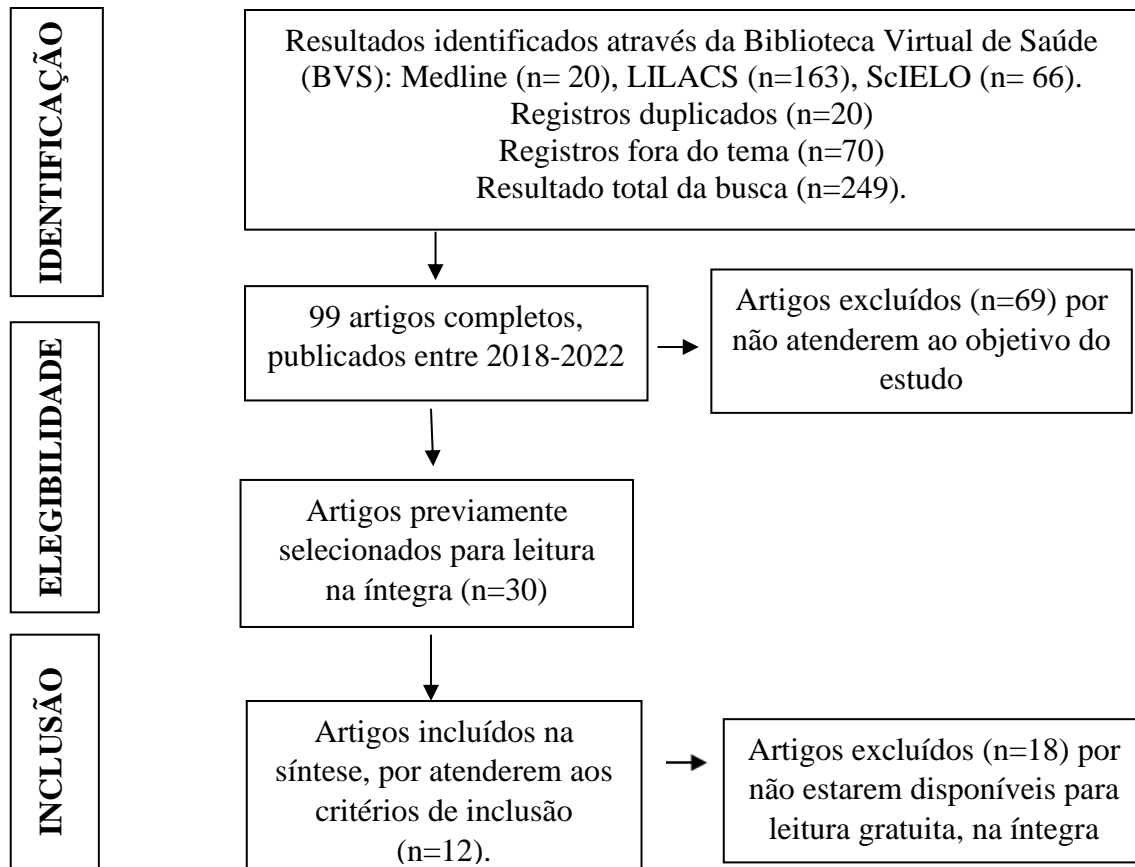 IDENTIFICAÇÃO
Resultados identificados através da Biblioteca Virtual de Saúde
(BVS): Medline (n= 20), LILACS (n=163), ScIELO (n= 66).
Registros duplicados (n=20)
Registros fora do tema (n=70)
Resultado total da busca (n=249).
ELEGIBILIDADE
99 artigos completos,
publicados entre 2018-2022
Artigos excluídos (n=69) por
não atenderem ao objetivo do
estudo
Artigos previamente
selecionados para leitura
na íntegra (n=30)
INCLUSÃO
Artigos incluídos na
síntese, por atenderem aos
critérios de inclusão
(n=12).
Artigos excluídos (n=18) por
não estarem disponíveis para
leitura gratuita, na íntegra